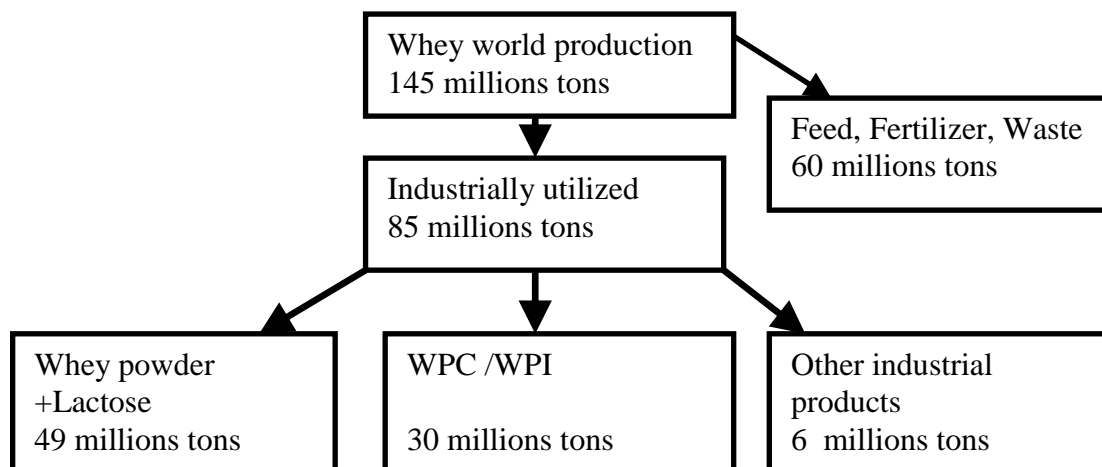 Whey world production
145 millions tons
Feed, Fertilizer, Waste
60 millions tons
Industrially utilized
85 millions tons
Whey powder
+Lactose
49 millions tons
WPC /WPI
30 millions tons
Other industrial
products
6  millions tons